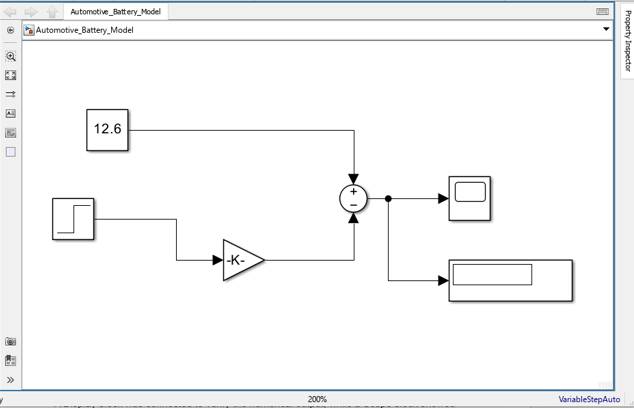 Automotive_Battery_Model
Automotive_Battery_Model
Property Inspector
12.6
+
−
-K-
200%
VariableStepAuto